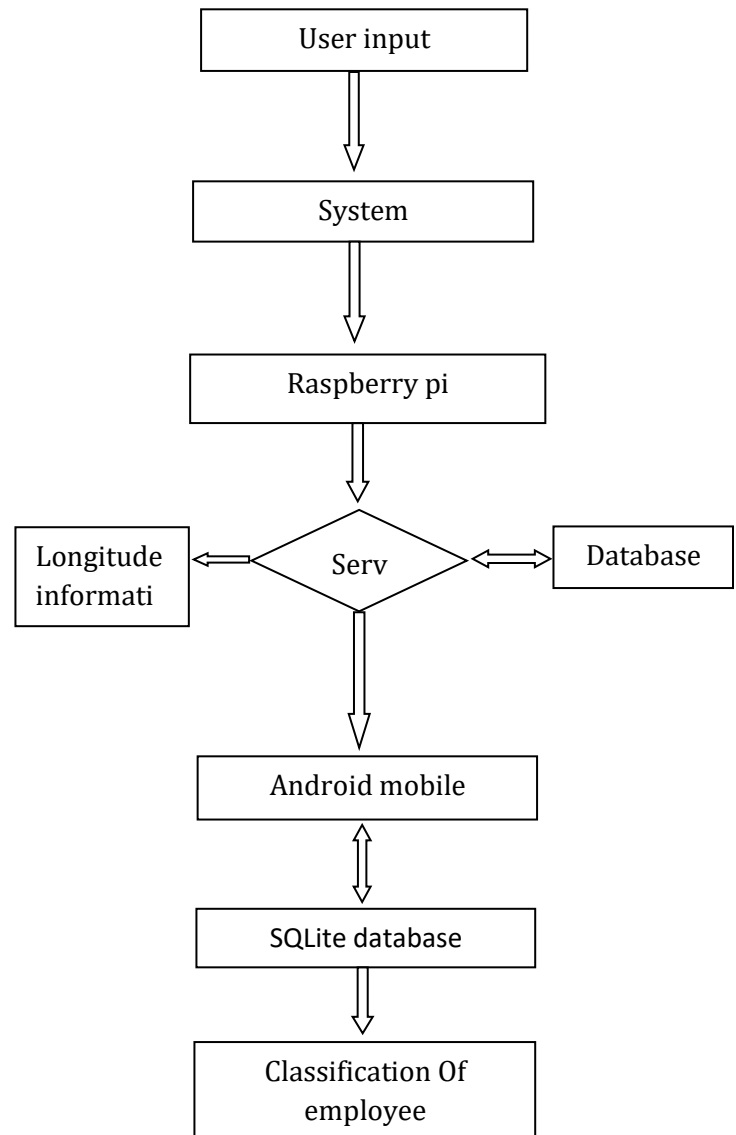 User input
System
Raspberry pi
Longitude
informati
Serv
Database
Android mobile
SQLite database
Classification Of
employee